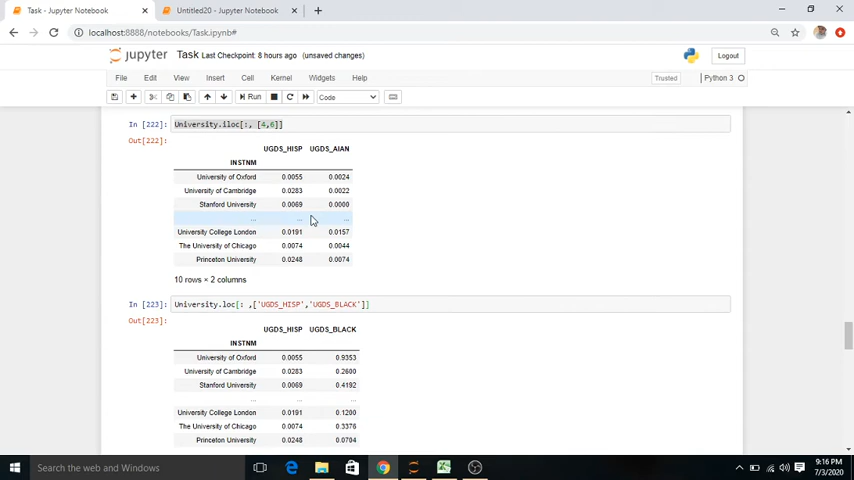 Task - Jupyter Notebook
Untitled20 - Jupyter Notebook
localhost:8888/notebooks/Task.ipynb#
jupyter Task Last Checkpoint: 8 hours ago (unsaved changes)
Logout
File Edit View Insert Cell Kernel Widgets Help
Trusted
Python 3
Run
Code
In [222]: University.iloc[:, [4,6]]
Out[222]:
UGDS_HISP UGDS_AIAN
INSTNM
University of Oxford 0.0055 0.0024
University of Cambridge 0.0283 0.0022
Stanford University 0.0069 0.0000
... ... ...
University College London 0.0191 0.0157
The University of Chicago 0.0074 0.0044
Princeton University 0.0248 0.0074
10 rows × 2 columns
In [223]: University.loc[: ,['UGDS_HISP','UGDS_BLACK']]
Out[223]:
UGDS_HISP UGDS_BLACK
INSTNM
University of Oxford 0.0055 0.9353
University of Cambridge 0.0283 0.2600
Stanford University 0.0069 0.4192
... ... ...
University College London 0.0191 0.1200
The University of Chicago 0.0074 0.3376
Princeton University 0.0248 0.0704
Search the web and Windows
9:16 PM
7/3/2020